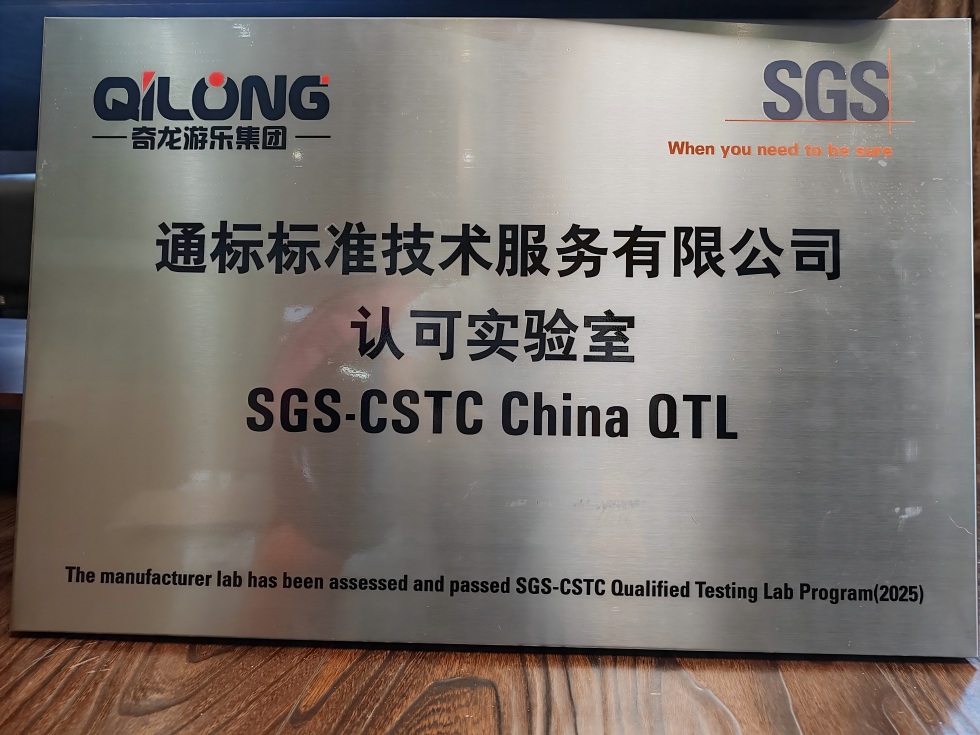 QILONG
奇龙游乐集团
SGS
When you need to be sure
通标标准技术服务有限公司
认可实验室
SGS-CSTC China QTL
The manufacturer lab has been assessed and passed SGS-CSTC Qualified Testing Lab Program(2025)